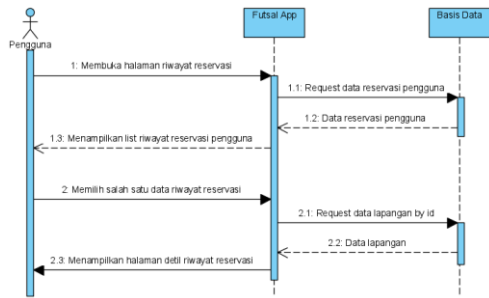 Futsal App
Basis Data
Pengguna
1: Membuka halaman riwayat reservasi
1.1: Request data reservasi pengguna
1.2: Data reservasi pengguna
1.3: Menampilkan list riwayat reservasi pengguna
2: Memilih salah satu data riwayat reservasi
2.1: Request data lapangan by id
2.2: Data lapangan
2.3: Menampilkan halaman detil riwayat reservasi